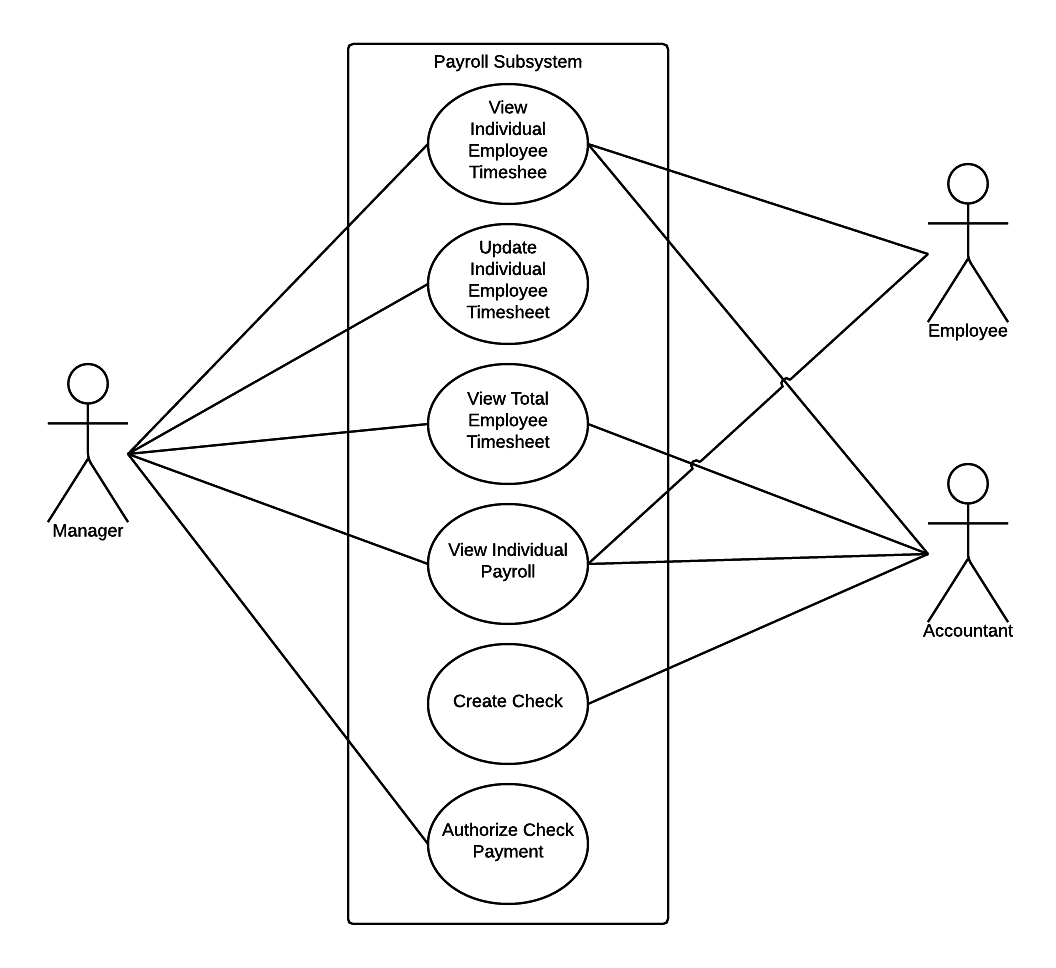 Payroll Subsystem
View
Individual
Employee
Timeshee
Update
Individual
Employee
Timesheet
View Total
Employee
Timesheet
View Individual
Payroll
Create Check
Authorize Check
Payment
Manager
Employee
Accountant